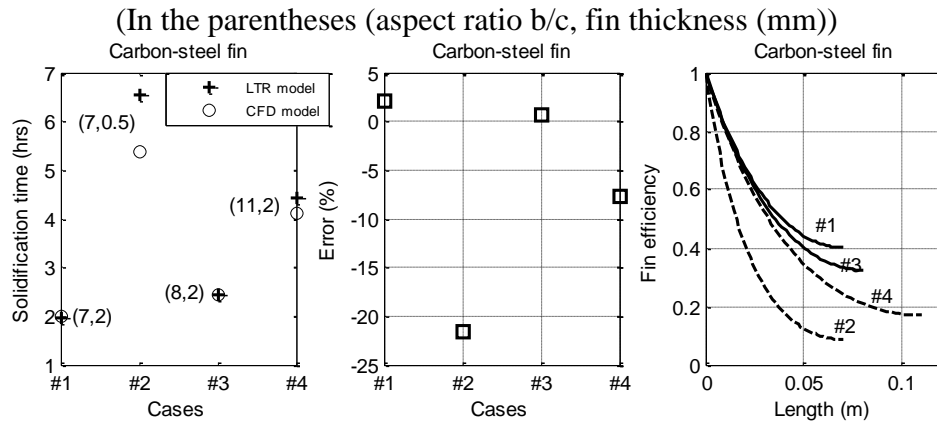 (In the parentheses (aspect ratio b/c, fin thickness (mm))
Carbon-steel fin
7
6
5
4
3
2
1
Solidification time (hrs)
LTR model
CFD model
(7,0.5)
(11,2)
(8,2)
(7,2)
#1 #2 #3 #4
Cases
Carbon-steel fin
5
0
-5
-10
-15
-20
-25
Error (%)
#1 #2 #3 #4
Cases
Carbon-steel fin
1
0.8
0.6
0.4
0.2
0
Fin efficiency
#1
#3
#4
#2
0 0.05 0.1
Length (m)